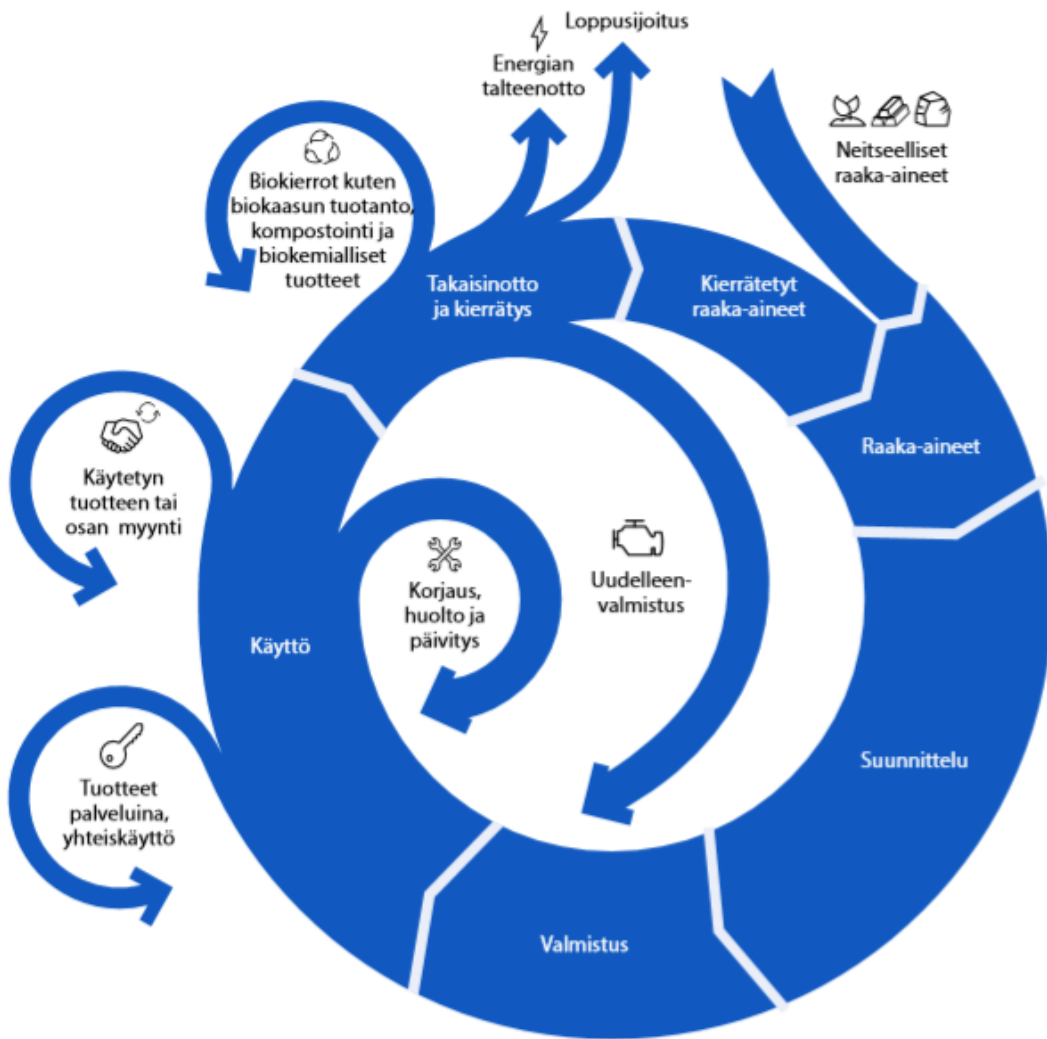 Loppusijoitus
Energian
talteenotto
Neitseelliset
raaka-aineet
Biokierrot kuten
biokaasun tuotanto,
kompostointi ja
biokemialliset
tuotteet
Takaisinotto
ja kierrätys
Kierrätetyt
raaka-aineet
Raaka-aineet
Käytetyn
tuotteen tai
osan myynti
Korjaus,
huolto ja
päivitys
Uudelleen-
valmistus
Käyttö
Suunnittelu
Tuotteet
palveluina,
yhteiskäyttö
Valmistus